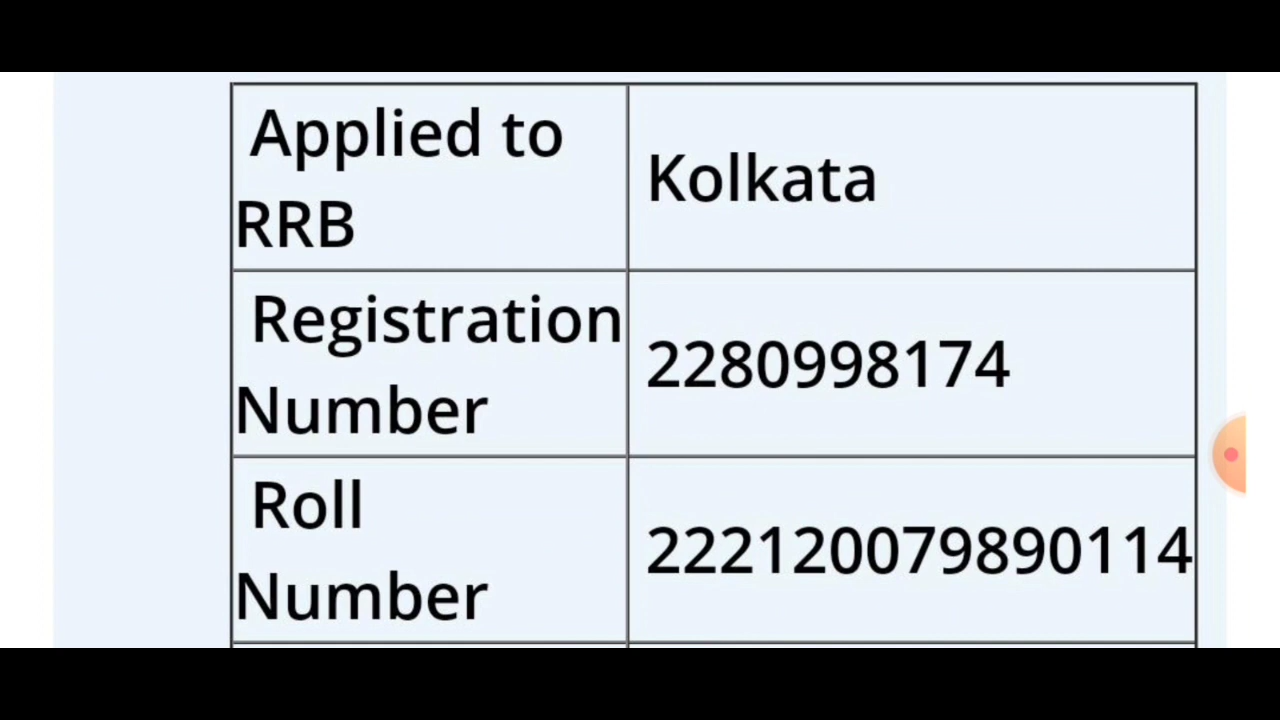 Applied to
RRB
Kolkata
Registration
Number
2280998174
Roll
Number
222120079890114